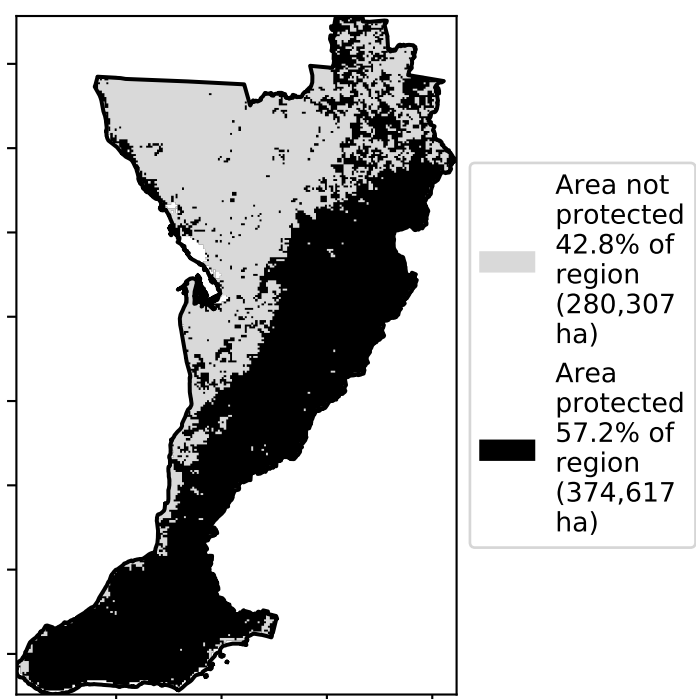 Area not
protected
42.8% of
region
(280,307
ha)
Area
protected
57.2% of
region
(374,617
ha)